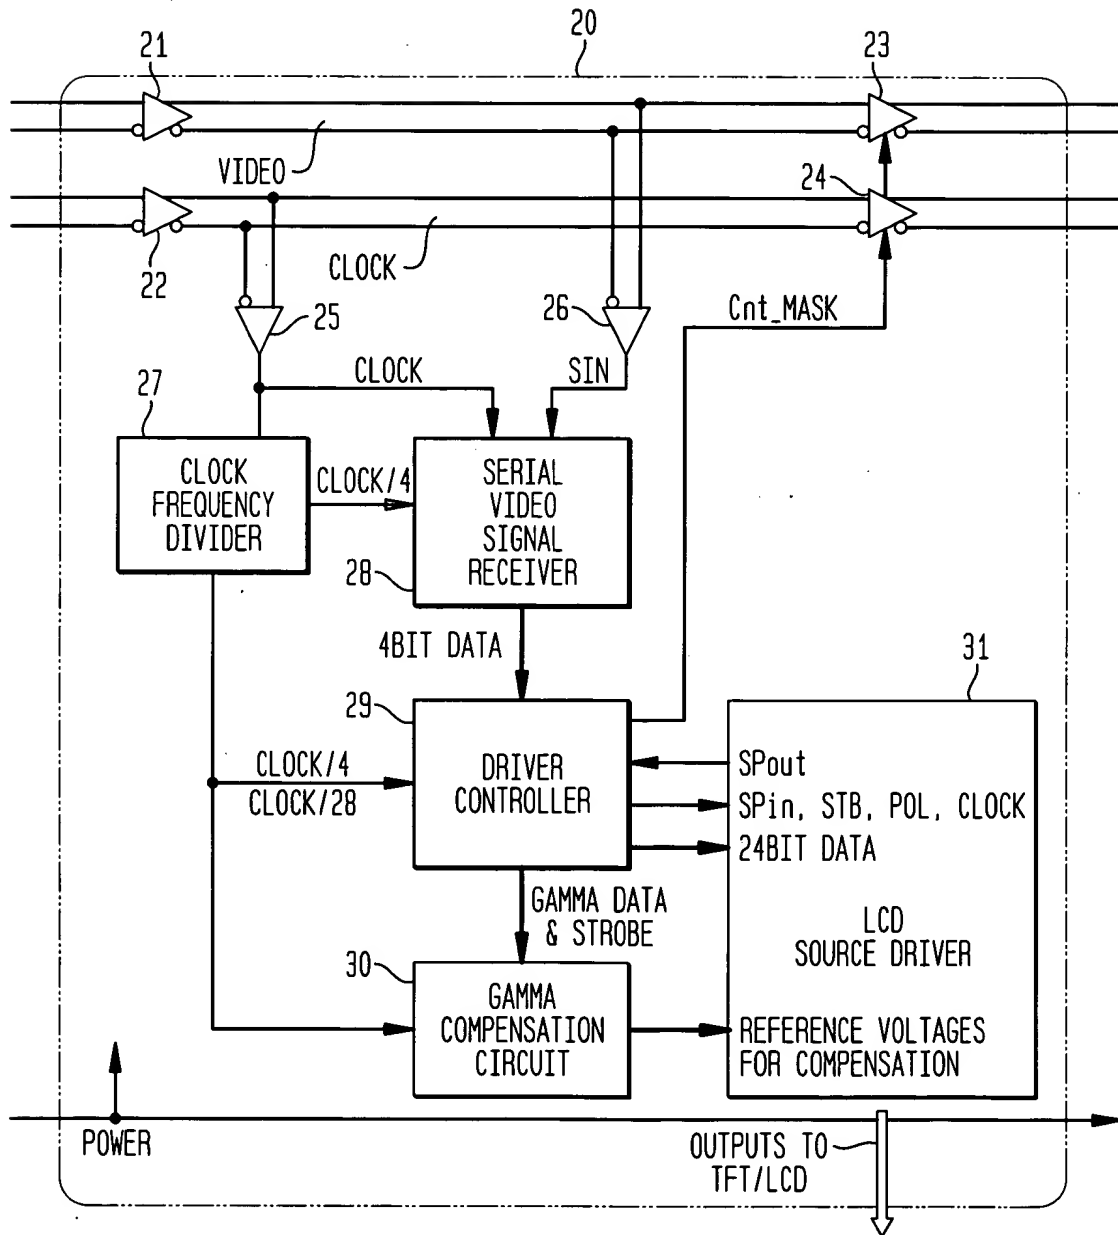 20
21
23
VIDEO
24
22
CLOCK
25
26
Cnt_MASK
CLOCK
SIN
27
CLOCK
FREQUENCY
DIVIDER
CLOCK/4
SERIAL
VIDEO
SIGNAL
RECEIVER
28
4BIT DATA
31
29
DRIVER
CONTROLLER
CLOCK/4
CLOCK/28
SPout
SPin, STB, POL, CLOCK
24BIT DATA
GAMMA DATA
& STROBE
LCD
SOURCE DRIVER
30
GAMMA
COMPENSATION
CIRCUIT
REFERENCE VOLTAGES
FOR COMPENSATION
POWER
OUTPUTS TO
TFT/LCD